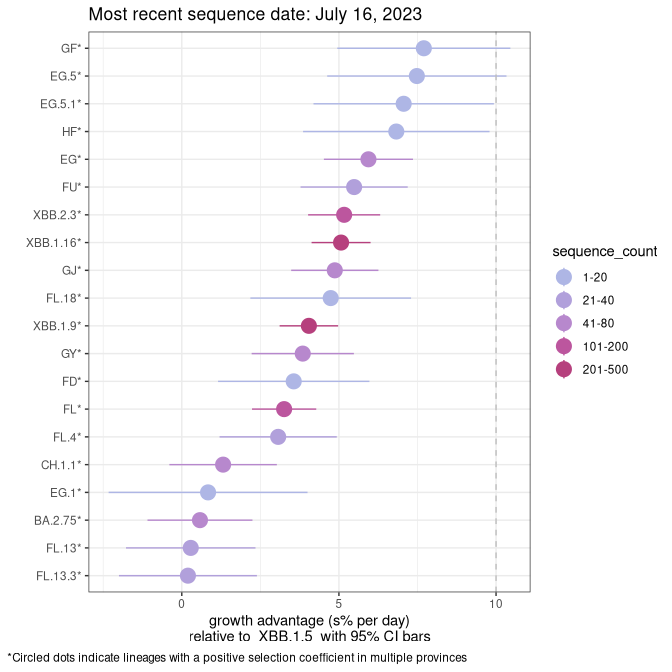 Most recent sequence date: July 16, 2023
GF*
EG.5*
EG.5.1*
HF*
EG*
FU*
XBB.2.3*
XBB.1.16*
GJ*
FL.18*
XBB.1.9*
GY*
FD*
FL*
FL.4*
CH.1.1*
EG.1*
BA.2.75*
FL.13*
FL.13.3*
0 5 10
growth advantage (s% per day)
relative to XBB.1.5 with 95% CI bars
sequence_count
1-20
21-40
41-80
101-200
201-500
*Circled dots indicate lineages with a positive selection coefficient in multiple provinces